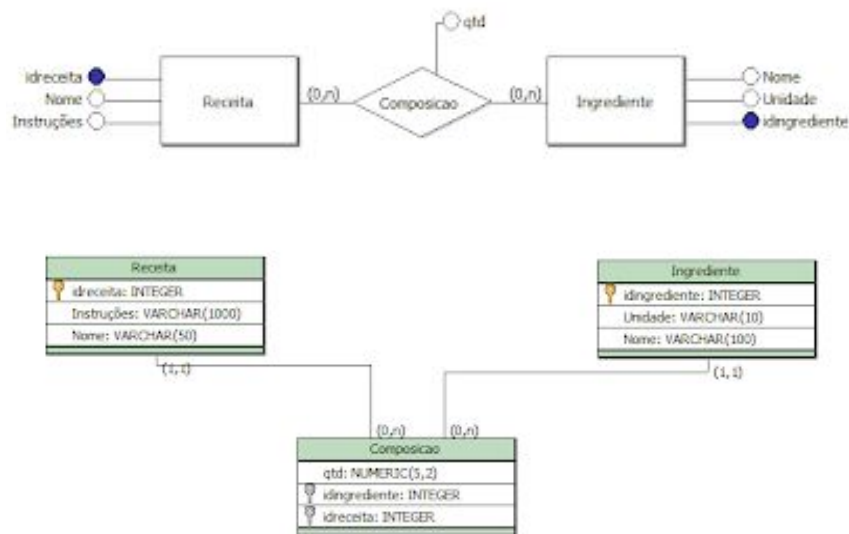 qtd
idreceita
Nome
Instruções
Receita
(0,n)
Composicao
(0,n)
Ingrediente
Nome
Unidade
idingrediente
Receita
idreceita: INTEGER
Instruções: VARCHAR(1000)
Nome: VARCHAR(50)
(1,1)
Ingrediente
idingrediente: INTEGER
Unidade: VARCHAR(10)
Nome: VARCHAR(100)
(1,1)
(0,n)
(0,n)
Composicao
qtd: NUMERIC(5,2)
idingrediente: INTEGER
idreceita: INTEGER